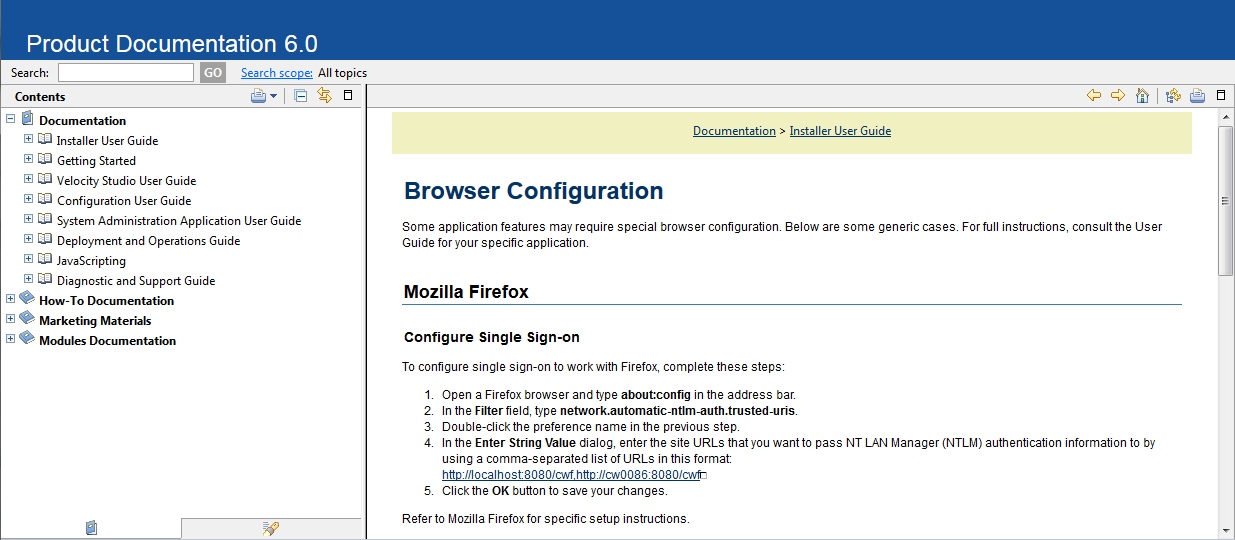 Product Documentation 6.0
Search: GO Search scope: All topics
Contents
Documentation
Installer User Guide
Getting Started
Velocity Studio User Guide
Configuration User Guide
System Administration Application User Guide
Deployment and Operations Guide
JavaScripting
Diagnostic and Support Guide
How-To Documentation
Marketing Materials
Modules Documentation
Documentation > Installer User Guide
Browser Configuration
Some application features may require special browser configuration. Below are some generic cases. For full instructions, consult the User
Guide for your specific application.
Mozilla Firefox
Configure Single Sign-on
To configure single sign-on to work with Firefox, complete these steps:
1. Open a Firefox browser and type about:config in the address bar.
2. In the Filter field, type network.automatic-ntlm-auth.trusted-uris.
3. Double-click the preference name in the previous step.
4. In the Enter String Value dialog, enter the site URLs that you want to pass NT LAN Manager (NTLM) authentication information to by
using a comma-separated list of URLs in this format:
http://localhost:8080/cwf,http://cw0086:8080/cwf
5. Click the OK button to save your changes.
Refer to Mozilla Firefox for specific setup instructions.